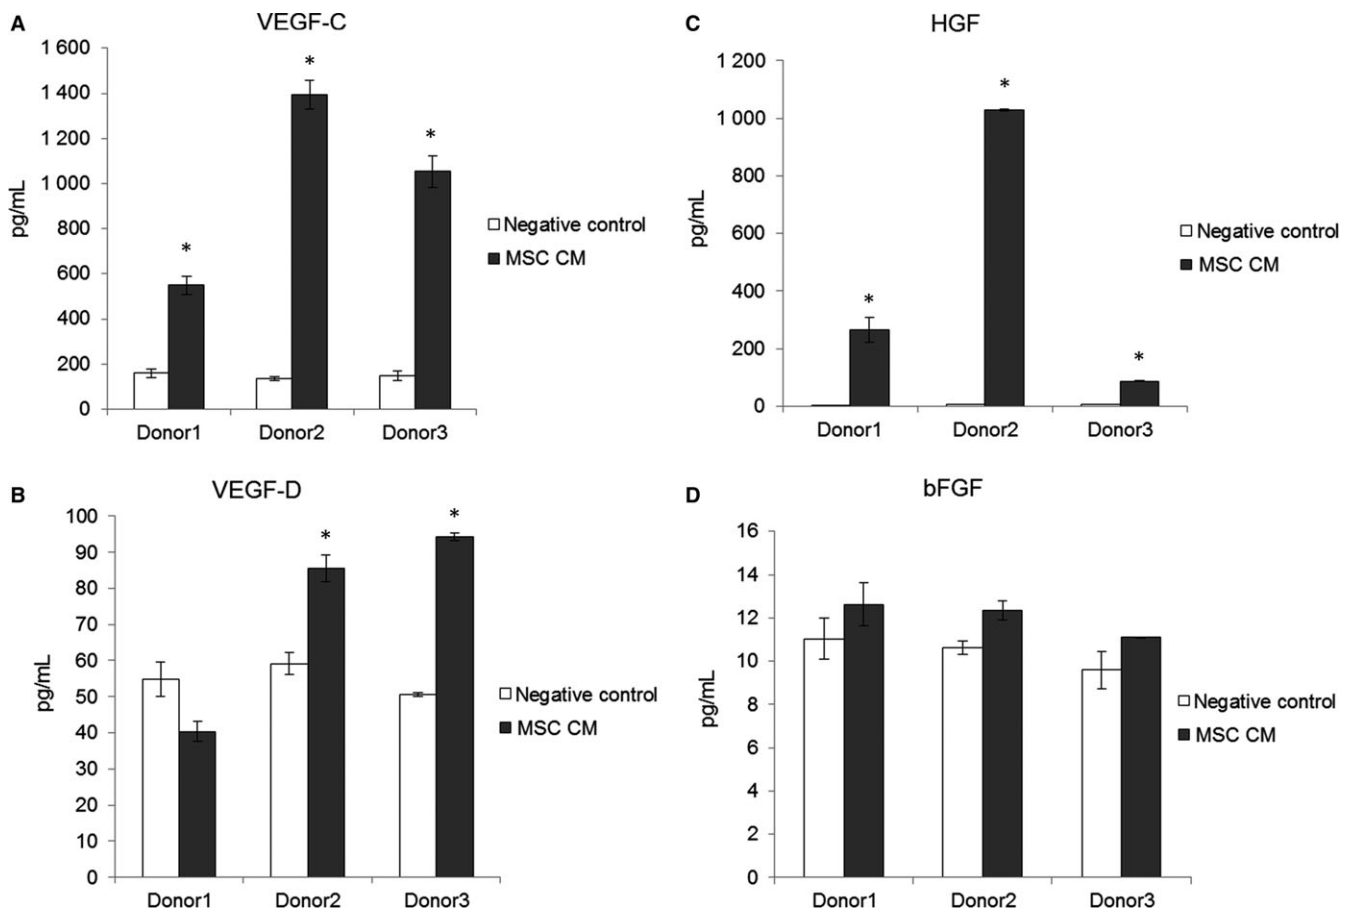 A
VEGF-C
1 600
1 400
1 200
1 000
800
600
400
200
0
pg/mL
*
*
*
Donor1
Donor2
Donor3
Negative control
MSC CM
C
HGF
1 200
1 000
800
600
400
200
0
pg/mL
*
*
*
Donor1
Donor2
Donor3
Negative control
MSC CM
B
VEGF-D
100
90
80
70
60
50
40
30
20
10
0
pg/mL
*
*
Donor1
Donor2
Donor3
Negative control
MSC CM
D
bFGF
16
14
12
10
8
6
4
2
0
pg/mL
Donor1
Donor2
Donor3
Negative control
MSC CM